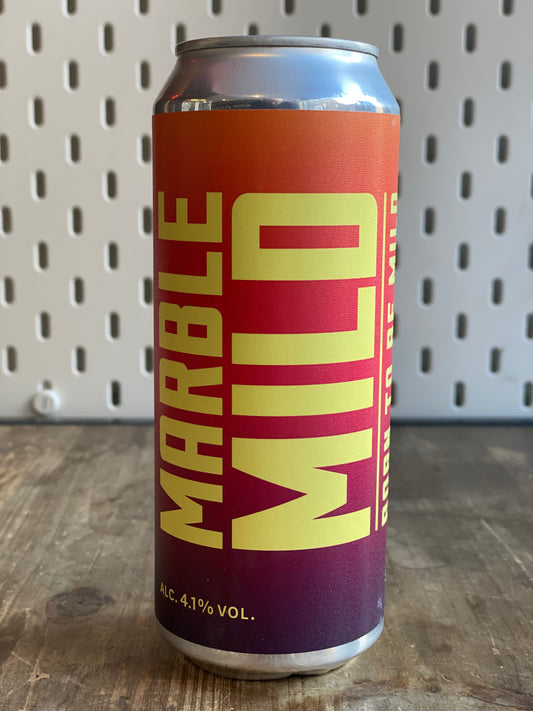 MARBLE
MILD
BORN TO BE MILD
ALC. 4.1% VOL.